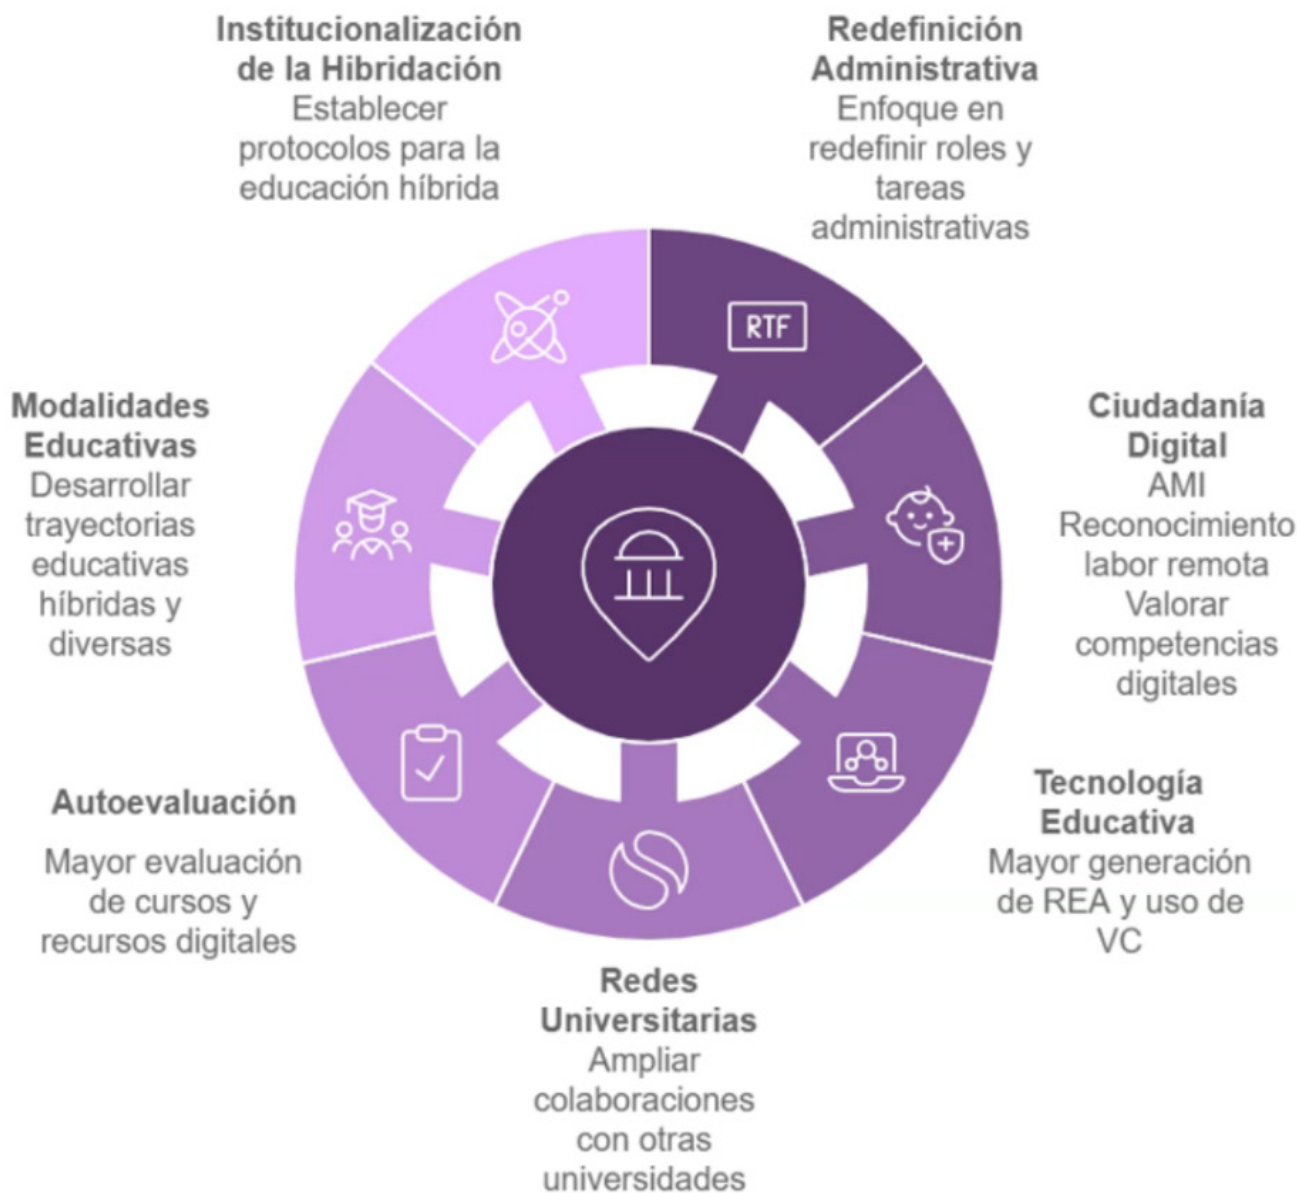 Institucionalización
de la Hibridación
Establecer
protocolos para la
educación híbrida
Redefinición
Administrativa
Enfoque en
redefinir roles y
tareas
administrativas
RTF
Modalidades
Educativas
Desarrollar
trayectorias
educativas
híbridas y
diversas
Ciudadanía
Digital
AMI
Reconocimiento
labor remota
Valorar
competencias
digitales
Autoevaluación
Mayor evaluación
de cursos y
recursos digitales
Tecnología
Educativa
Mayor generación
de REA y uso de
VC
Redes
Universitarias
Ampliar
colaboraciones
con otras
universidades